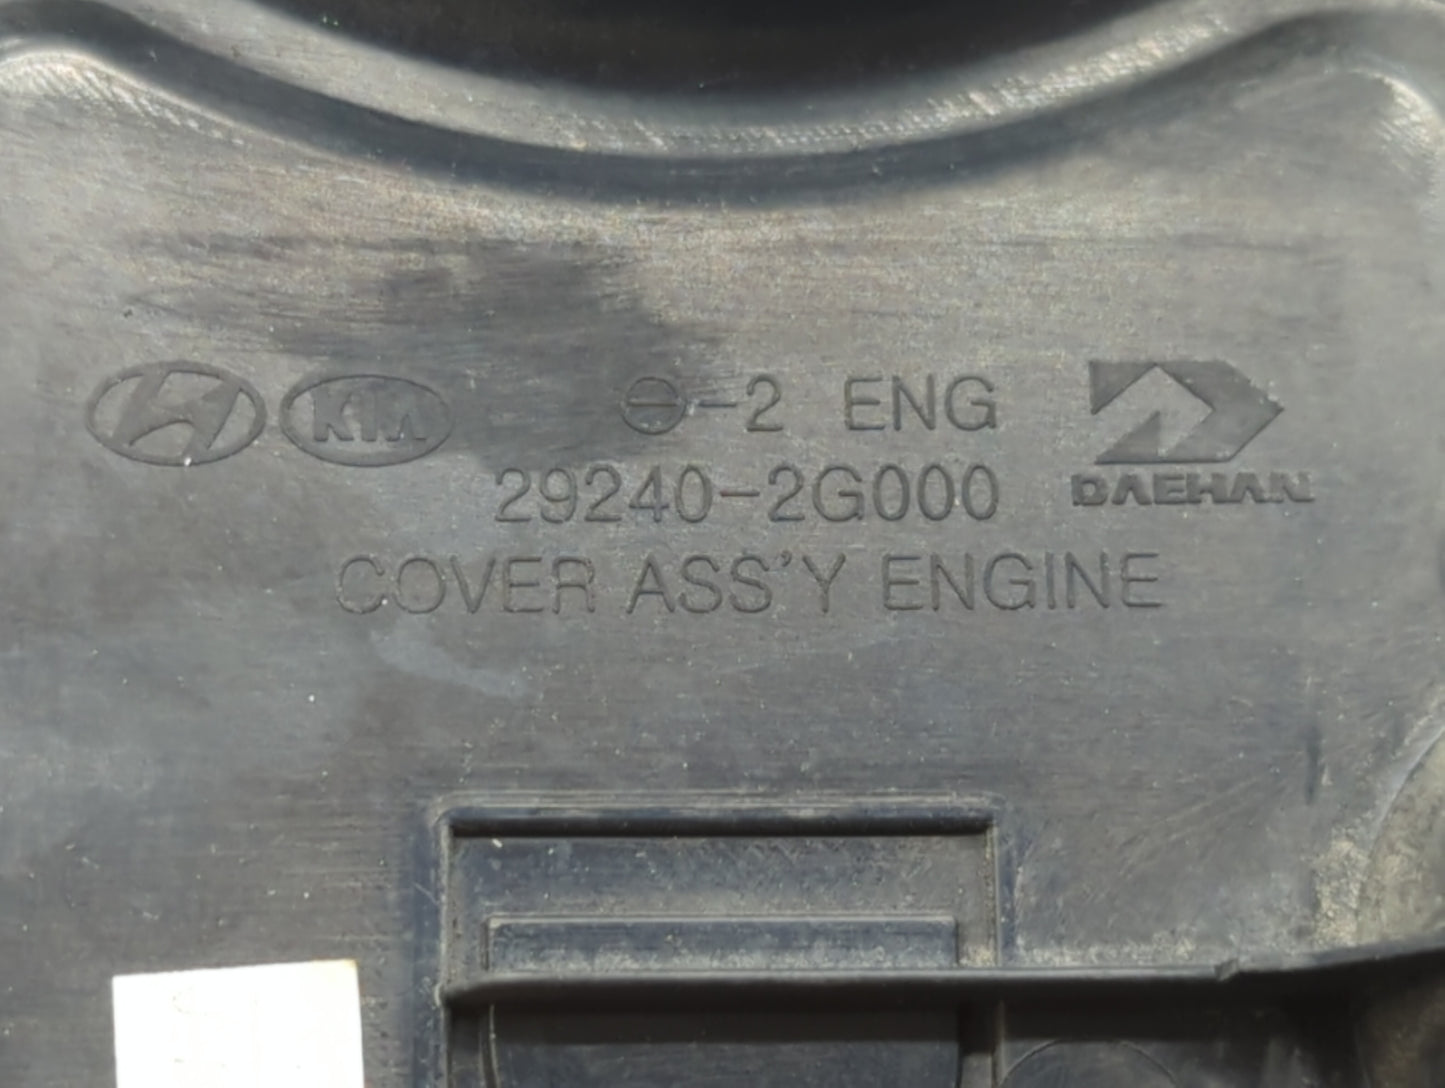 KIA θ-2 ENG
29240-2G000 DAEHAN
COVER ASS'Y ENGINE